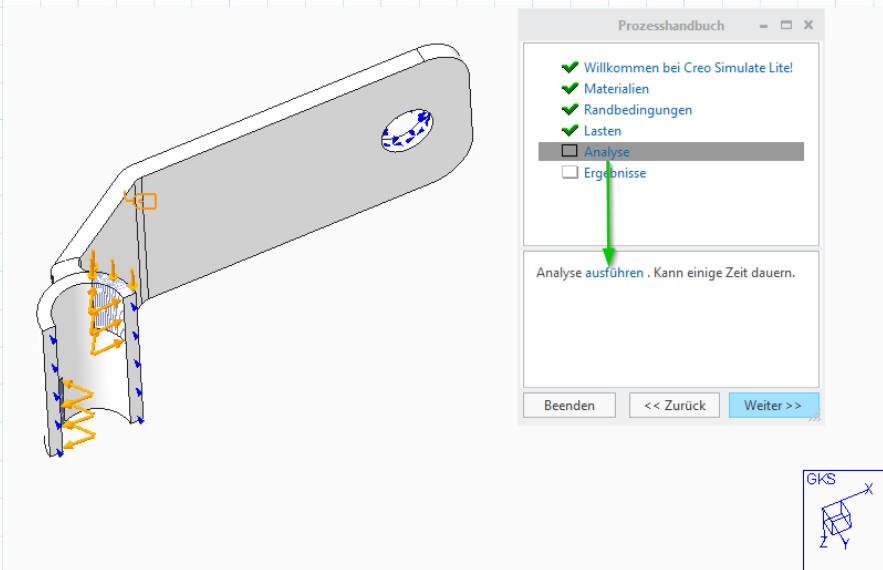 Prozesshandbuch
Willkommen bei Creo Simulate Lite!
Materialien
Randbedingungen
Lasten
Analyse
Ergebnisse
Analyse ausführen . Kann einige Zeit dauern.
Beenden
<< Zurück
Weiter >>
GKS
X
Z Y